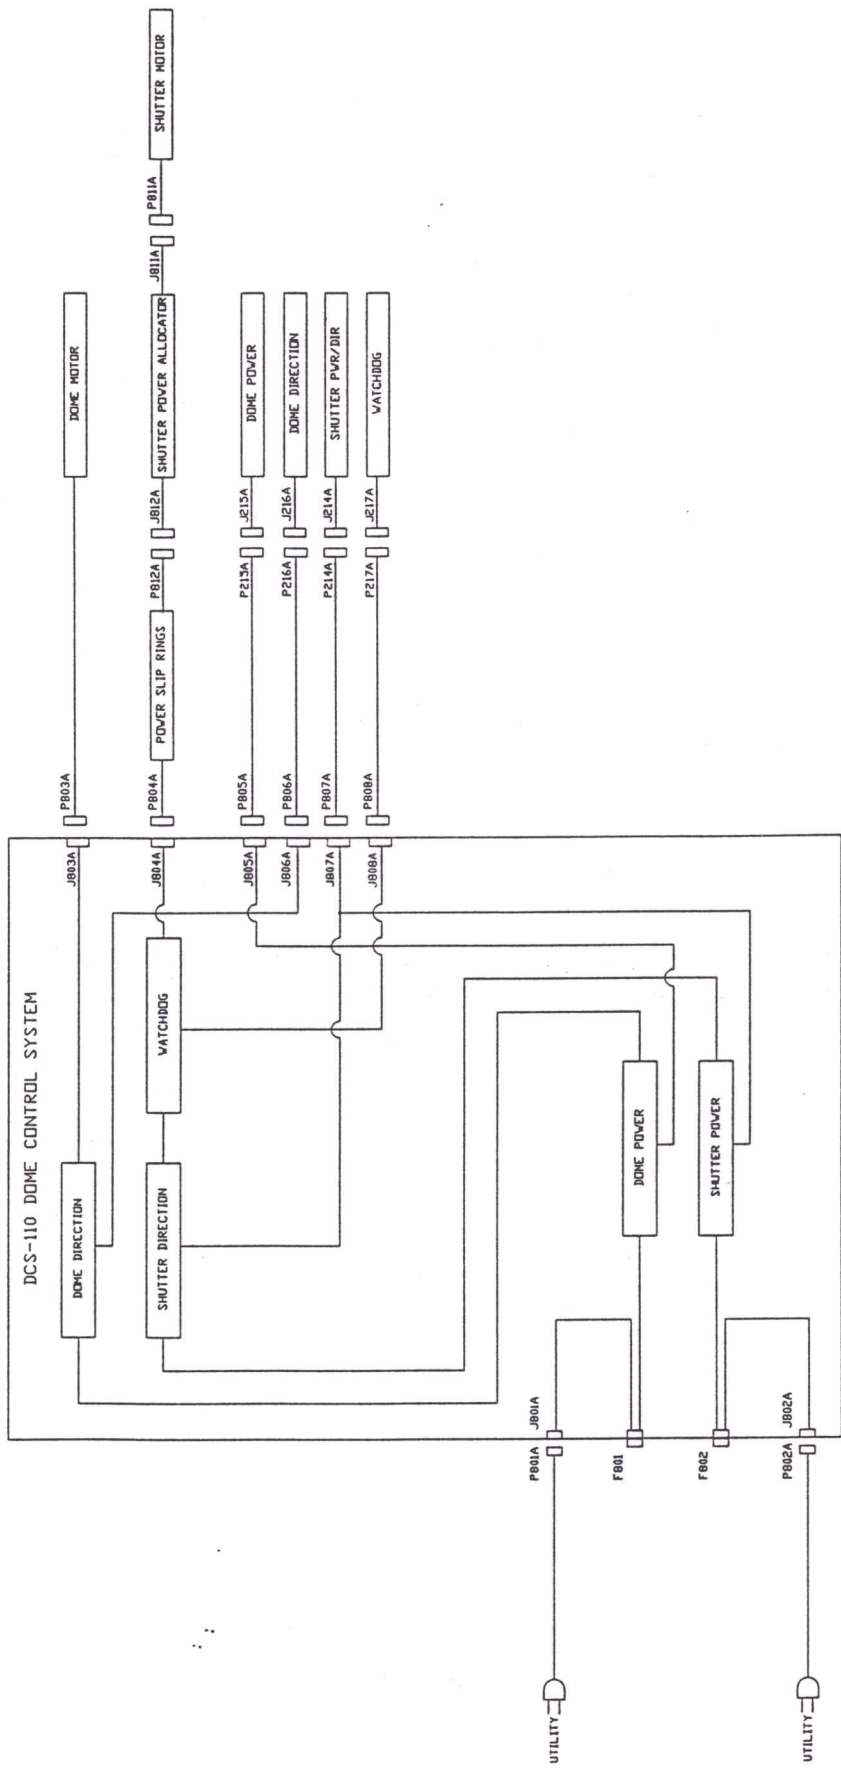 DCS-110 DOME CONTROL SYSTEM
DOME DIRECTION
J803A
P803A
DOME MOTOR
SHUTTER DIRECTION
WATCHDOG
J804A
P804A
POWER SLIP RINGS
P812A
J812A
SHUTTER POWER ALLOCATOR
J811A
P811A
SHUTTER MOTOR
J805A
P805A
P215A
J215A
DOME POWER
J806A
P806A
P216A
J216A
DOME DIRECTION
J807A
P807A
P214A
J214A
SHUTTER PWR/DIR
J808A
P808A
P217A
J217A
WATCHDOG
UTILITY
P801A
J801A
F801
DOME POWER
F802
SHUTTER POWER
UTILITY
P802A
J802A